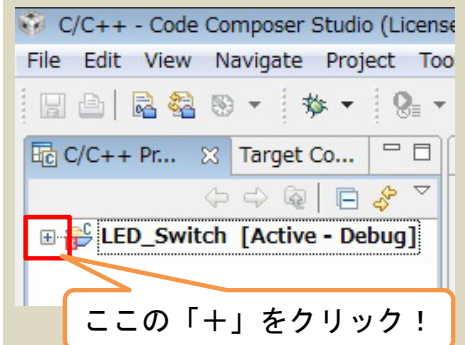 C/C++ - Code Composer Studio (License
File Edit View Navigate Project Too
C/C++ Pr... Target Co...
LED_Switch [Active - Debug]
ここの「＋」をクリック！